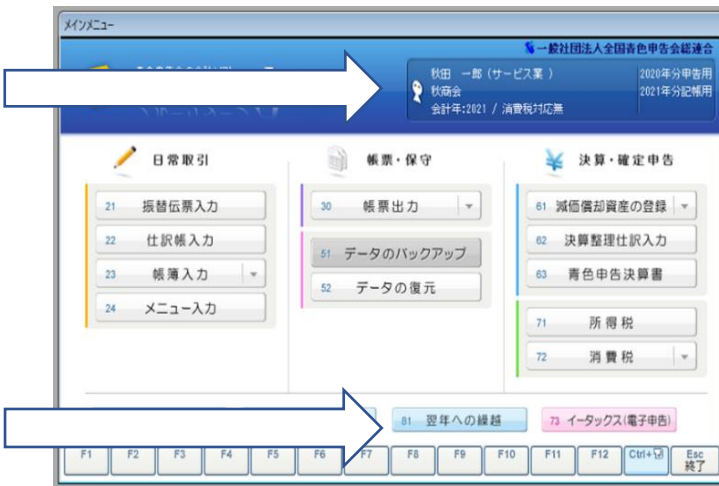 メインメニュー
一般社団法人全国青色申告会総連合
秋田 一郎 (サービス業 ) 2020年分申告用
秋商会 2021年分記帳用
会計年:2021 / 消費税対応無
日常取引
21 振替伝票入力
22 仕訳帳入力
23 帳簿入力
24 メニュー入力
帳票・保守
30 帳票出力
51 データのバックアップ
52 データの復元
決算・確定申告
61 減価償却資産の登録
62 決算整理仕訳入力
63 青色申告決算書
71 所得税
72 消費税
81 翌年への繰越
73 イータックス(電子申告)
F1 F2 F3 F4 F5 F6 F7 F8 F9 F10 F11 F12 Ctrl+ Esc
終了